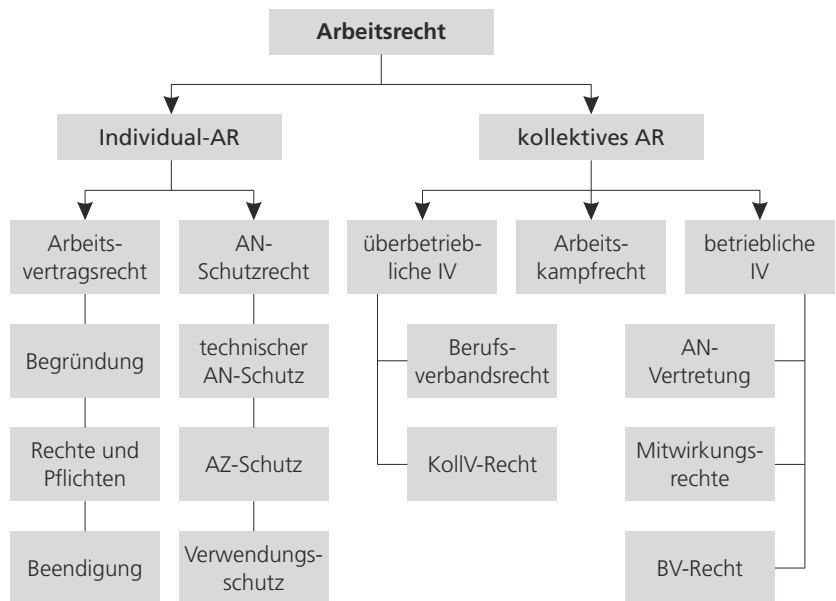 Arbeitsrecht
Individual-AR
kollektives AR
Arbeits-
vertragsrecht
AN-
Schutzrecht
überbetrieb-
liche IV
Arbeits-
kampfrecht
betriebliche
IV
Begründung
technischer
AN-Schutz
Berufs-
verbandsrecht
AN-
Vertretung
Rechte und
Pflichten
AZ-Schutz
KollV-Recht
Mitwirkungs-
rechte
Beendigung
Verwendungs-
schutz
BV-Recht